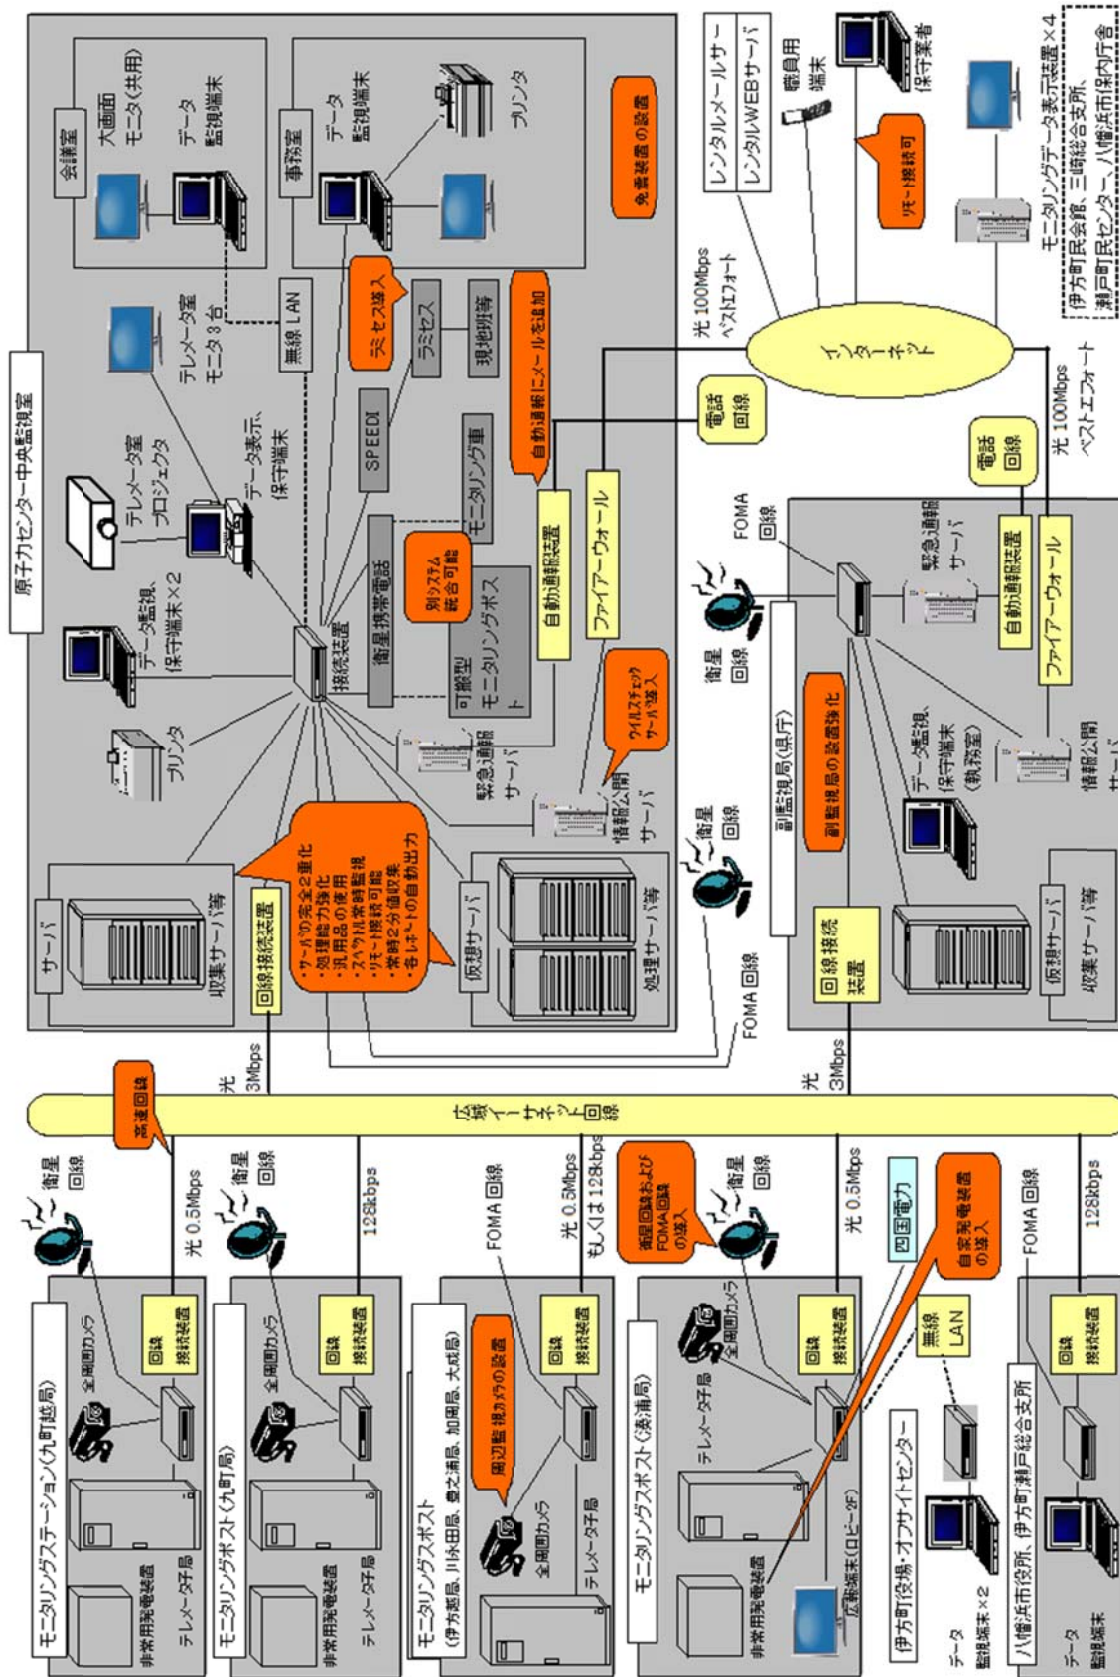 モニタリングステーション(九町越局)
全周囲カメラ
衛星
回線
非常用発電装置
テレメータ子局
回線
接続装置
光 0.5Mbps
高速回線
モニタリングポスト(九町局)
全周囲カメラ
衛星
回線
非常用発電装置
テレメータ子局
回線
接続装置
128kbps
モニタリングスポスト
(伊方越局、川永田局、豊之浦局、加周局、大成局)
周辺監視カメラの設置
全周囲カメラ
テレメータ子局
FOMA 回線
回線
接続装置
光 0.5Mbps
もしくは 128kbps
モニタリングスポスト(湊浦局)
衛星回線および
FOMA回線
の導入
衛星
回線
全周囲カメラ
テレメータ子局
非常用発電装置
広報端末(ロビー2F)
回線
接続装置
光 0.5Mbps
四国電力
自家発電装置
の導入
伊方町役場・オフサイトセンター
データ
監視端末×2
無線
LAN
八幡浜市役所、伊方町瀬戸総合支所
データ
監視端末
FOMA 回線
回線
接続装置
128kbps
広域イーサネット回線
光
3Mbps
光
3Mbps
原子力センター中央監視室
サーバ
収集サーバ等
回線接続装置
・サーバの完全2重化
・処理能力強化
・汎用品の使用
・スペクトル常時監視
・リモート接続可能
・常時2分値収集
・各レポートの自動出力
仮想サーバ
処理サーバ等
プリンタ
データ監視、
保守端末×2
テレメータ室
プロジェクタ
データ表示、
保守端末
テレメータ室
モニタ3台
接続装置
無線 LAN
会議室
大画面
モニタ(共用)
データ
監視端末
事務室
データ
監視端末
プリンタ
免震装置の設置
ラミセス導入
ラミセス
現地班等
SPEEDI
衛星携帯電話
別システム
統合可能
モニタリング車
可搬型
モニタリングポス
ト
緊急通報
サーバ
情報公開
サーバ
ウイルスチェック
サーバ導入
自動通報装置
自動通報にメールを追加
ファイアーウォール
衛星
回線
FOMA 回線
電話
回線
光 100Mbps
ベストエフォート
インターネット
レンタルメールサー
レンタルWEBサーバ
職員用
端末
リモート接続可
保守業者
モニタリングデータ表示装置×4
伊方町民会館、三崎総合支所、
瀬戸町民センター、八幡浜市保内庁舎
光 100Mbps
ベストエフォート
副監視局(県庁)
副監視局の設置強化
回線接続
装置
仮想サーバ
収集サーバ等
データ監視、
保守端末
(執務室)
衛星
回線
FOMA
回線
緊急通報
サーバ
情報公開
サーバ
自動通報装置
ファイアーウォール
電話
回線